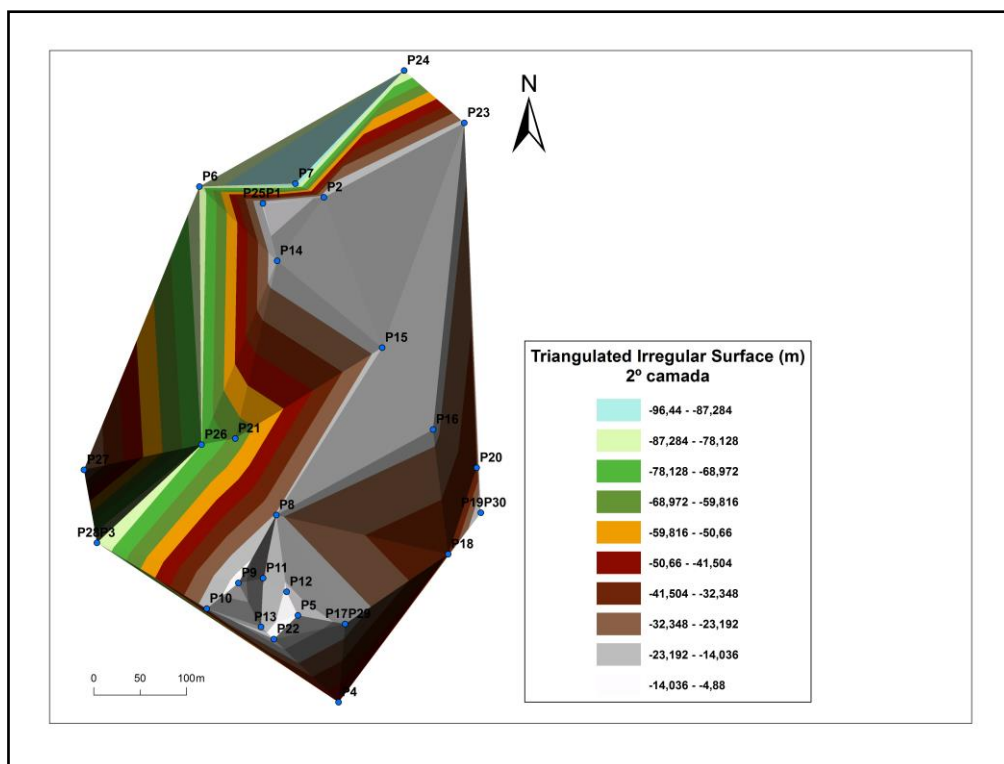 P24
N
P23
P6
P7
P2
P25P1
P14
P15
P16
P26
P21
P27
P20
P8
P19P30
P28P3
P18
P9
P11
P12
P10
P5
P17P29
P13
P22
P4
0 50 100m
Triangulated Irregular Surface (m)
2º camada
-96,44 - -87,284
-87,284 - -78,128
-78,128 - -68,972
-68,972 - -59,816
-59,816 - -50,66
-50,66 - -41,504
-41,504 - -32,348
-32,348 - -23,192
-23,192 - -14,036
-14,036 - -4,88